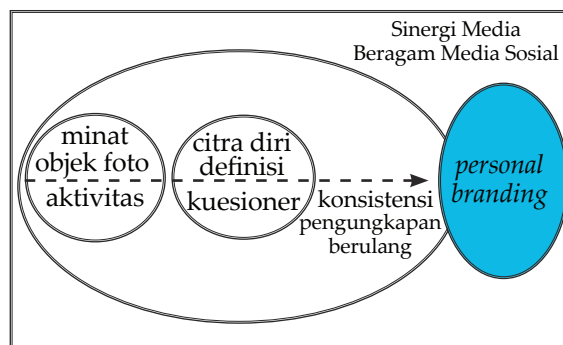 Sinergi Media
Beragam Media Sosial
minat
objek foto
aktivitas
citra diri
definisi
kuesioner
konsistensi
pengungkapan
berulang
personal
branding